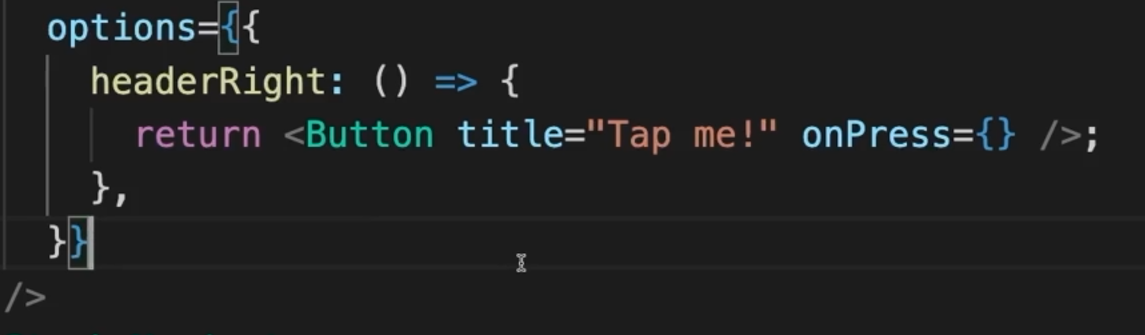 options={{
headerRight: () => {
return <Button title="Tap me!" onPress={} />;
},
}}
/>